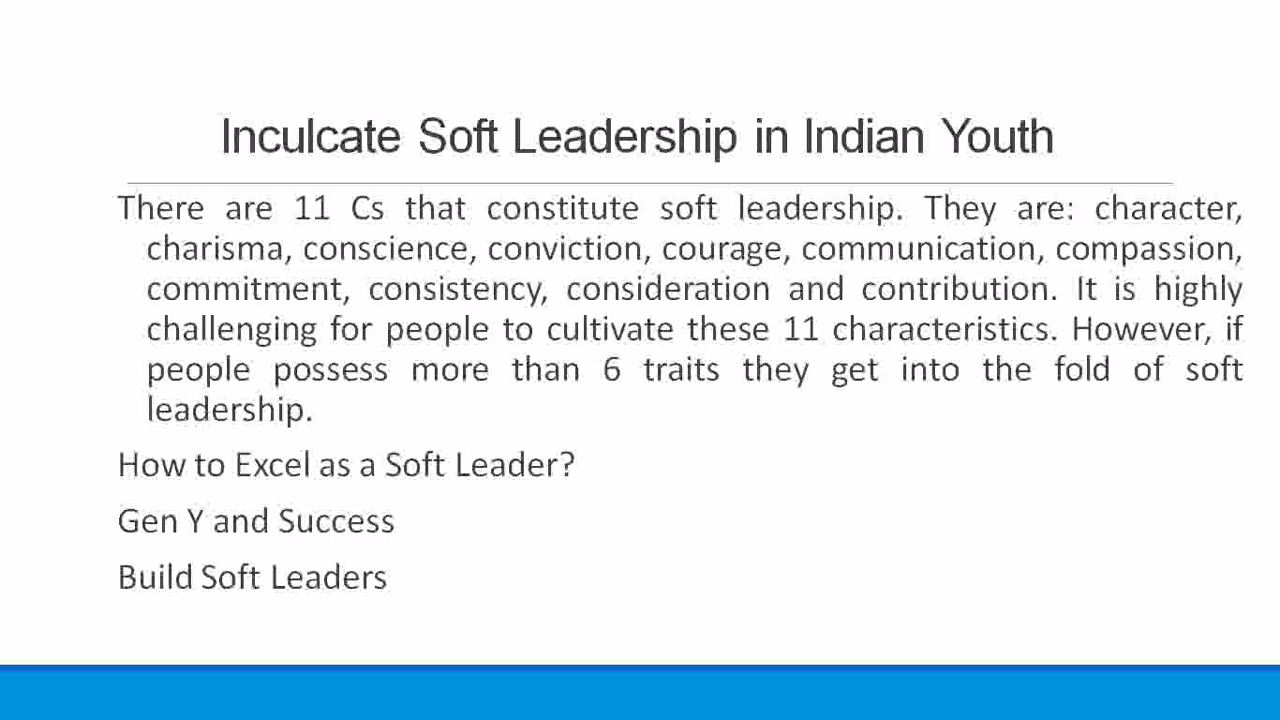 Inculcate Soft Leadership in Indian Youth
There are 11 Cs that constitute soft leadership. They are: character,
charisma, conscience, conviction, courage, communication, compassion,
commitment, consistency, consideration and contribution. It is highly
challenging for people to cultivate these 11 characteristics. However, if
people possess more than 6 traits they get into the fold of soft
leadership.
How to Excel as a Soft Leader?
Gen Y and Success
Build Soft Leaders